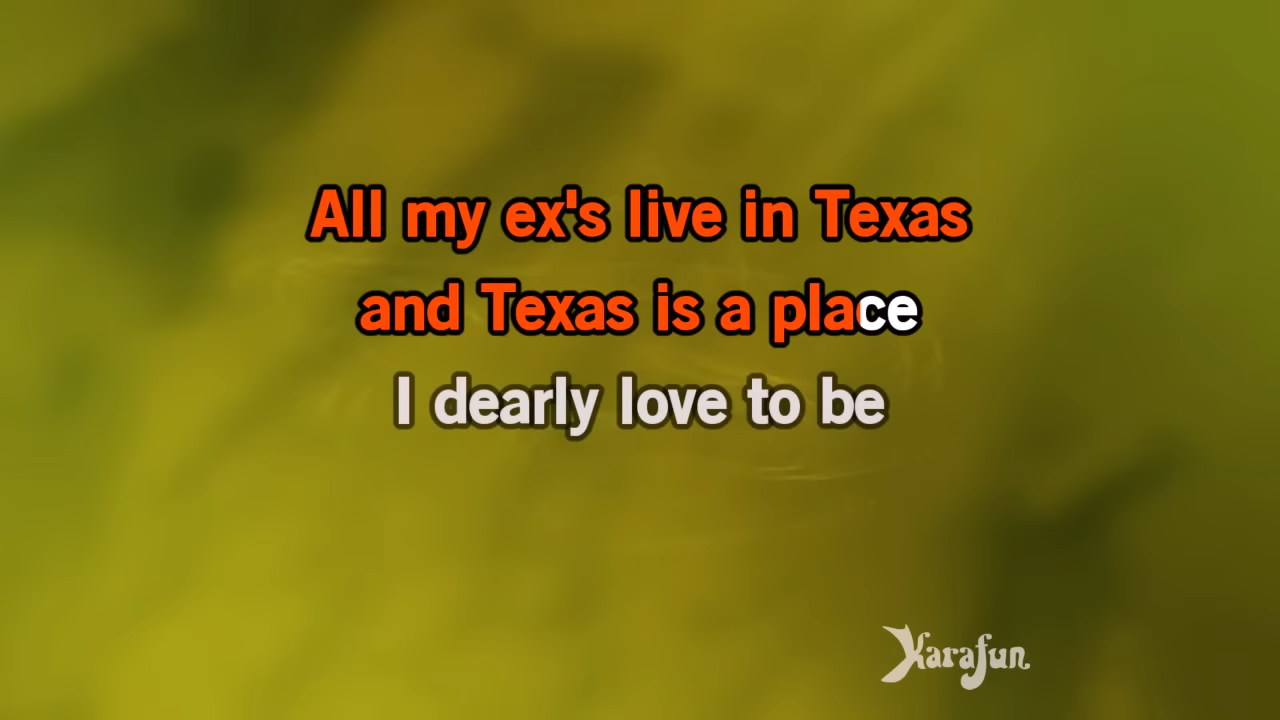 All my ex's live in Texas
and Texas is a place
I dearly love to be
Karafun